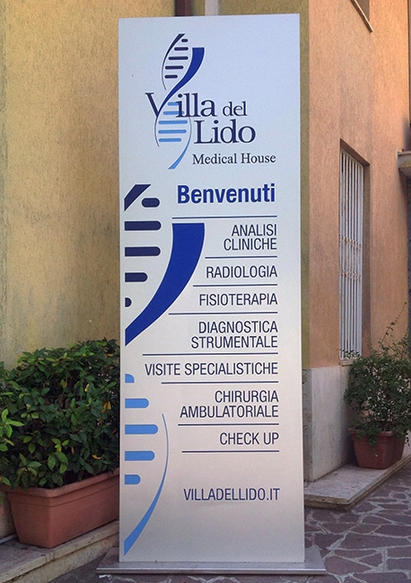 Villa del
Lido
Medical House
Benvenuti
ANALISI
CLINICHE
RADIOLOGIA
FISIOTERAPIA
DIAGNOSTICA
STRUMENTALE
VISITE SPECIALISTICHE
CHIRURGIA
AMBULATORIALE
CHECK UP
VILLADELLIDO.IT